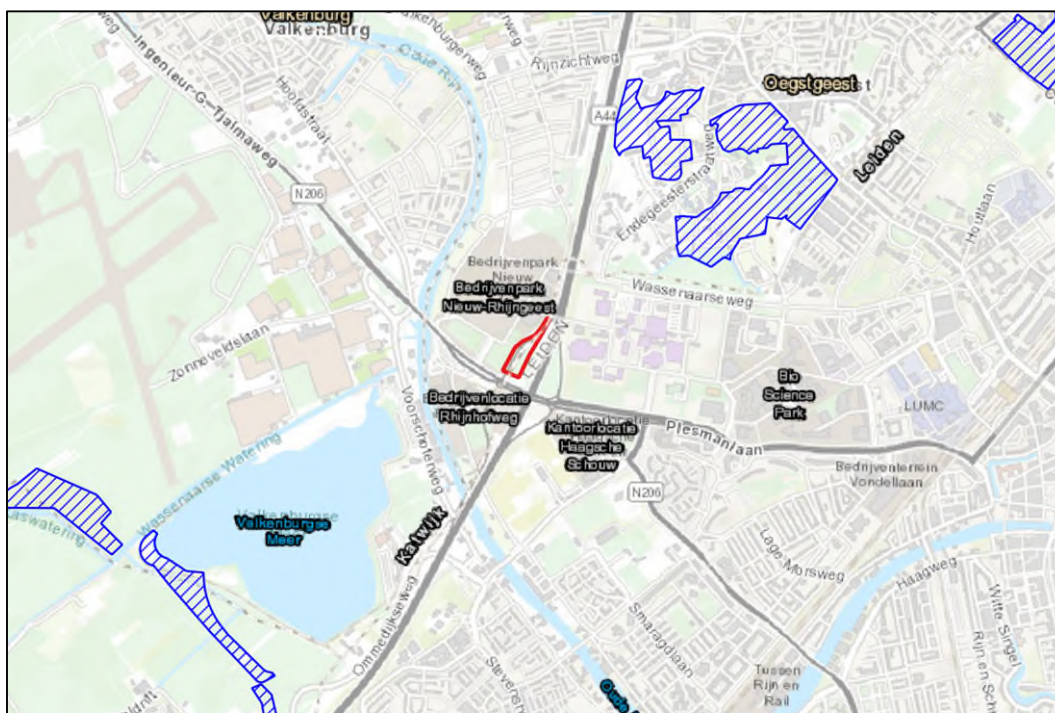 Valkenburg
Valkenburg
Oude Rijn
Rijnzichtweg
Ingenieur-G-Tjalmaweg
Hoofdstraat
A44
Oegstgeest
Leiden
N206
Endegeesterstraatweg
Houtlaan
Bedrijvenpark
Nieuw
Bedrijvenpark
Nieuw-Rhijngeest
Wassenaarseweg
LEIDEN
Zonneveldslaan
Bedrijvenlocatie
Rhijnhofweg
Kantoorlocatie
Kantoorlocatie
Haagsche
Schouw
Bio
Science
Park
LUMC
Plesmanlaan
Voorschoterweg
Wassenaarse Watering
Bedrijventerrein
Vondellaan
N206
Valkenburgse
Valkenburgse
Meer
Katwijk
Lage Morsweg
Haagweg
Ommedijkseweg
Smaragdlaan
Witte Singel
Tussen
Rijn en
Rail